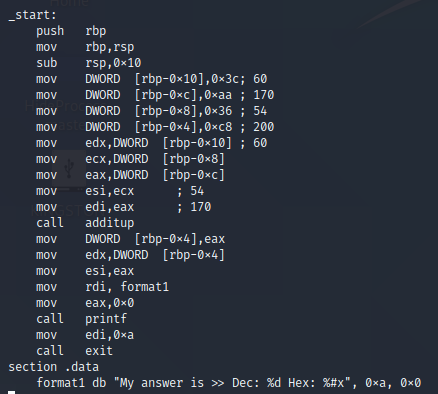 _start:
push rbp
mov rbp,rsp
sub rsp,0×10
mov DWORD [rbp-0×10],0×3c; 60
mov DWORD [rbp-0×c],0×aa ; 170
mov DWORD [rbp-0×8],0×36 ; 54
mov DWORD [rbp-0×4],0×c8 ; 200
mov edx,DWORD [rbp-0×10] ; 60
mov ecx,DWORD [rbp-0×8]
mov eax,DWORD [rbp-0×c]
mov esi,ecx ; 54
mov edi,eax ; 170
call additup
mov DWORD [rbp-0×4],eax
mov edx,DWORD [rbp-0×4]
mov esi,eax
mov rdi, format1
mov eax,0×0
call printf
mov edi,0×a
call exit
section .data
format1 db "My answer is >> Dec: %d Hex: %#x", 0×a, 0×0